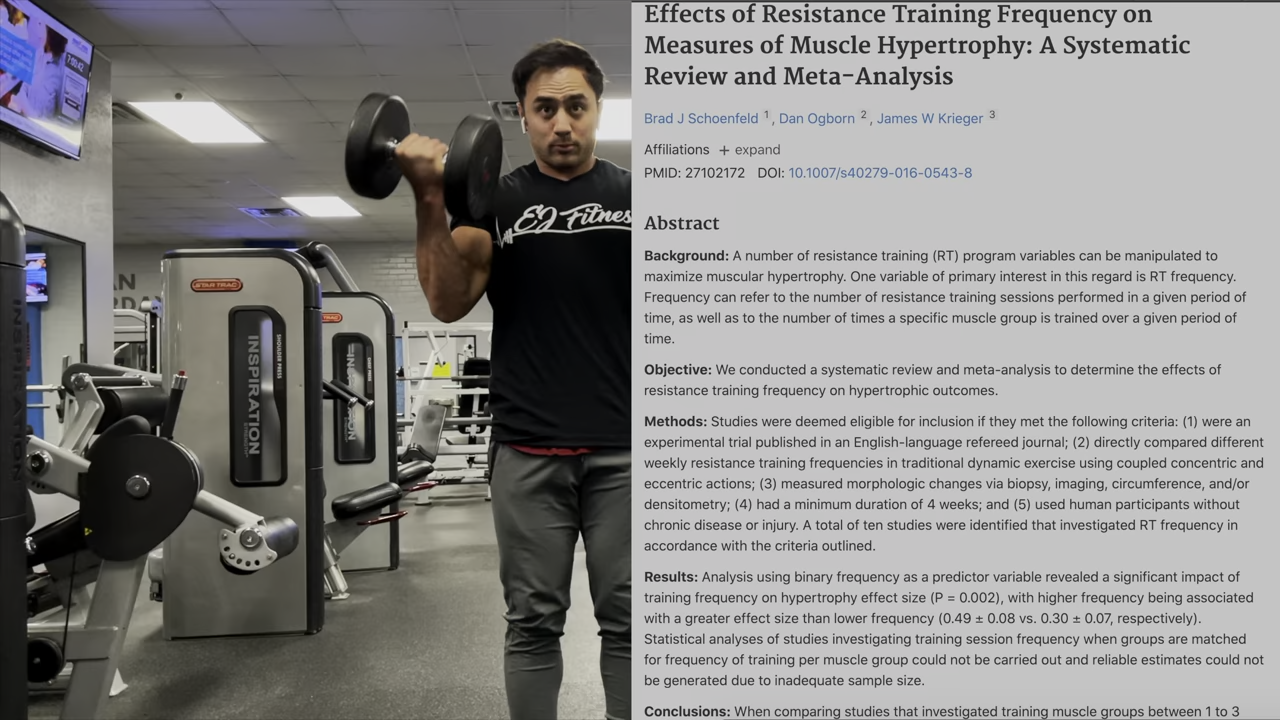 7:00:42
STAR TRAC
SHOULDER PRESS
INSPIRATION
EJ Fitness
Effects of Resistance Training Frequency on
Measures of Muscle Hypertrophy: A Systematic
Review and Meta-Analysis
Brad J Schoenfeld 1, Dan Ogborn 2, James W Krieger 3
Affiliations + expand
PMID: 27102172 DOI: 10.1007/s40279-016-0543-8
Abstract
Background: A number of resistance training (RT) program variables can be manipulated to
maximize muscular hypertrophy. One variable of primary interest in this regard is RT frequency.
Frequency can refer to the number of resistance training sessions performed in a given period of
time, as well as to the number of times a specific muscle group is trained over a given period of
time.
Objective: We conducted a systematic review and meta-analysis to determine the effects of
resistance training frequency on hypertrophic outcomes.
Methods: Studies were deemed eligible for inclusion if they met the following criteria: (1) were an
experimental trial published in an English-language refereed journal; (2) directly compared different
weekly resistance training frequencies in traditional dynamic exercise using coupled concentric and
eccentric actions; (3) measured morphologic changes via biopsy, imaging, circumference, and/or
densitometry; (4) had a minimum duration of 4 weeks; and (5) used human participants without
chronic disease or injury. A total of ten studies were identified that investigated RT frequency in
accordance with the criteria outlined.
Results: Analysis using binary frequency as a predictor variable revealed a significant impact of
training frequency on hypertrophy effect size (P = 0.002), with higher frequency being associated
with a greater effect size than lower frequency (0.49 ± 0.08 vs. 0.30 ± 0.07, respectively).
Statistical analyses of studies investigating training session frequency when groups are matched
for frequency of training per muscle group could not be carried out and reliable estimates could not
be generated due to inadequate sample size.
Conclusions: When comparing studies that investigated training muscle groups between 1 to 3